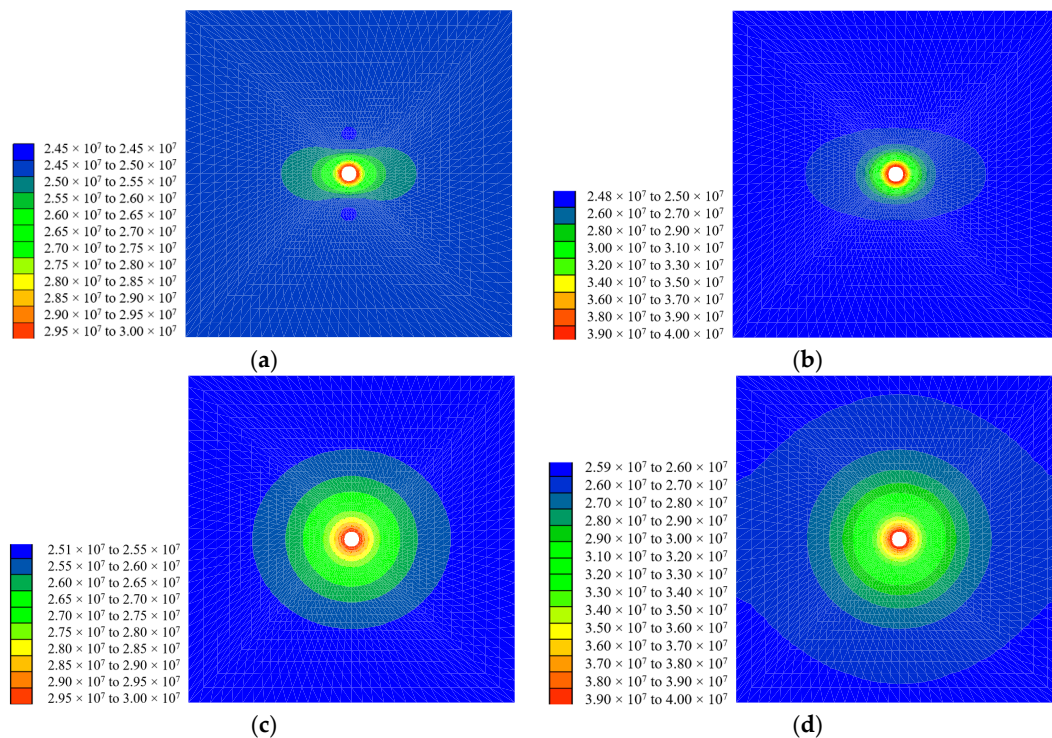 2.45 × 10⁷ to 2.45 × 10⁷
2.45 × 10⁷ to 2.50 × 10⁷
2.50 × 10⁷ to 2.55 × 10⁷
2.55 × 10⁷ to 2.60 × 10⁷
2.60 × 10⁷ to 2.65 × 10⁷
2.65 × 10⁷ to 2.70 × 10⁷
2.70 × 10⁷ to 2.75 × 10⁷
2.75 × 10⁷ to 2.80 × 10⁷
2.80 × 10⁷ to 2.85 × 10⁷
2.85 × 10⁷ to 2.90 × 10⁷
2.90 × 10⁷ to 2.95 × 10⁷
2.95 × 10⁷ to 3.00 × 10⁷
(a)
2.48 × 10⁷ to 2.50 × 10⁷
2.60 × 10⁷ to 2.70 × 10⁷
2.80 × 10⁷ to 2.90 × 10⁷
3.00 × 10⁷ to 3.10 × 10⁷
3.20 × 10⁷ to 3.30 × 10⁷
3.40 × 10⁷ to 3.50 × 10⁷
3.60 × 10⁷ to 3.70 × 10⁷
3.80 × 10⁷ to 3.90 × 10⁷
3.90 × 10⁷ to 4.00 × 10⁷
(b)
2.51 × 10⁷ to 2.55 × 10⁷
2.55 × 10⁷ to 2.60 × 10⁷
2.60 × 10⁷ to 2.65 × 10⁷
2.65 × 10⁷ to 2.70 × 10⁷
2.70 × 10⁷ to 2.75 × 10⁷
2.75 × 10⁷ to 2.80 × 10⁷
2.80 × 10⁷ to 2.85 × 10⁷
2.85 × 10⁷ to 2.90 × 10⁷
2.90 × 10⁷ to 2.95 × 10⁷
2.95 × 10⁷ to 3.00 × 10⁷
(c)
2.59 × 10⁷ to 2.60 × 10⁷
2.60 × 10⁷ to 2.70 × 10⁷
2.70 × 10⁷ to 2.80 × 10⁷
2.80 × 10⁷ to 2.90 × 10⁷
2.90 × 10⁷ to 3.00 × 10⁷
3.10 × 10⁷ to 3.20 × 10⁷
3.20 × 10⁷ to 3.30 × 10⁷
3.30 × 10⁷ to 3.40 × 10⁷
3.40 × 10⁷ to 3.50 × 10⁷
3.50 × 10⁷ to 3.60 × 10⁷
3.60 × 10⁷ to 3.70 × 10⁷
3.70 × 10⁷ to 3.80 × 10⁷
3.80 × 10⁷ to 3.90 × 10⁷
3.90 × 10⁷ to 4.00 × 10⁷
(d)